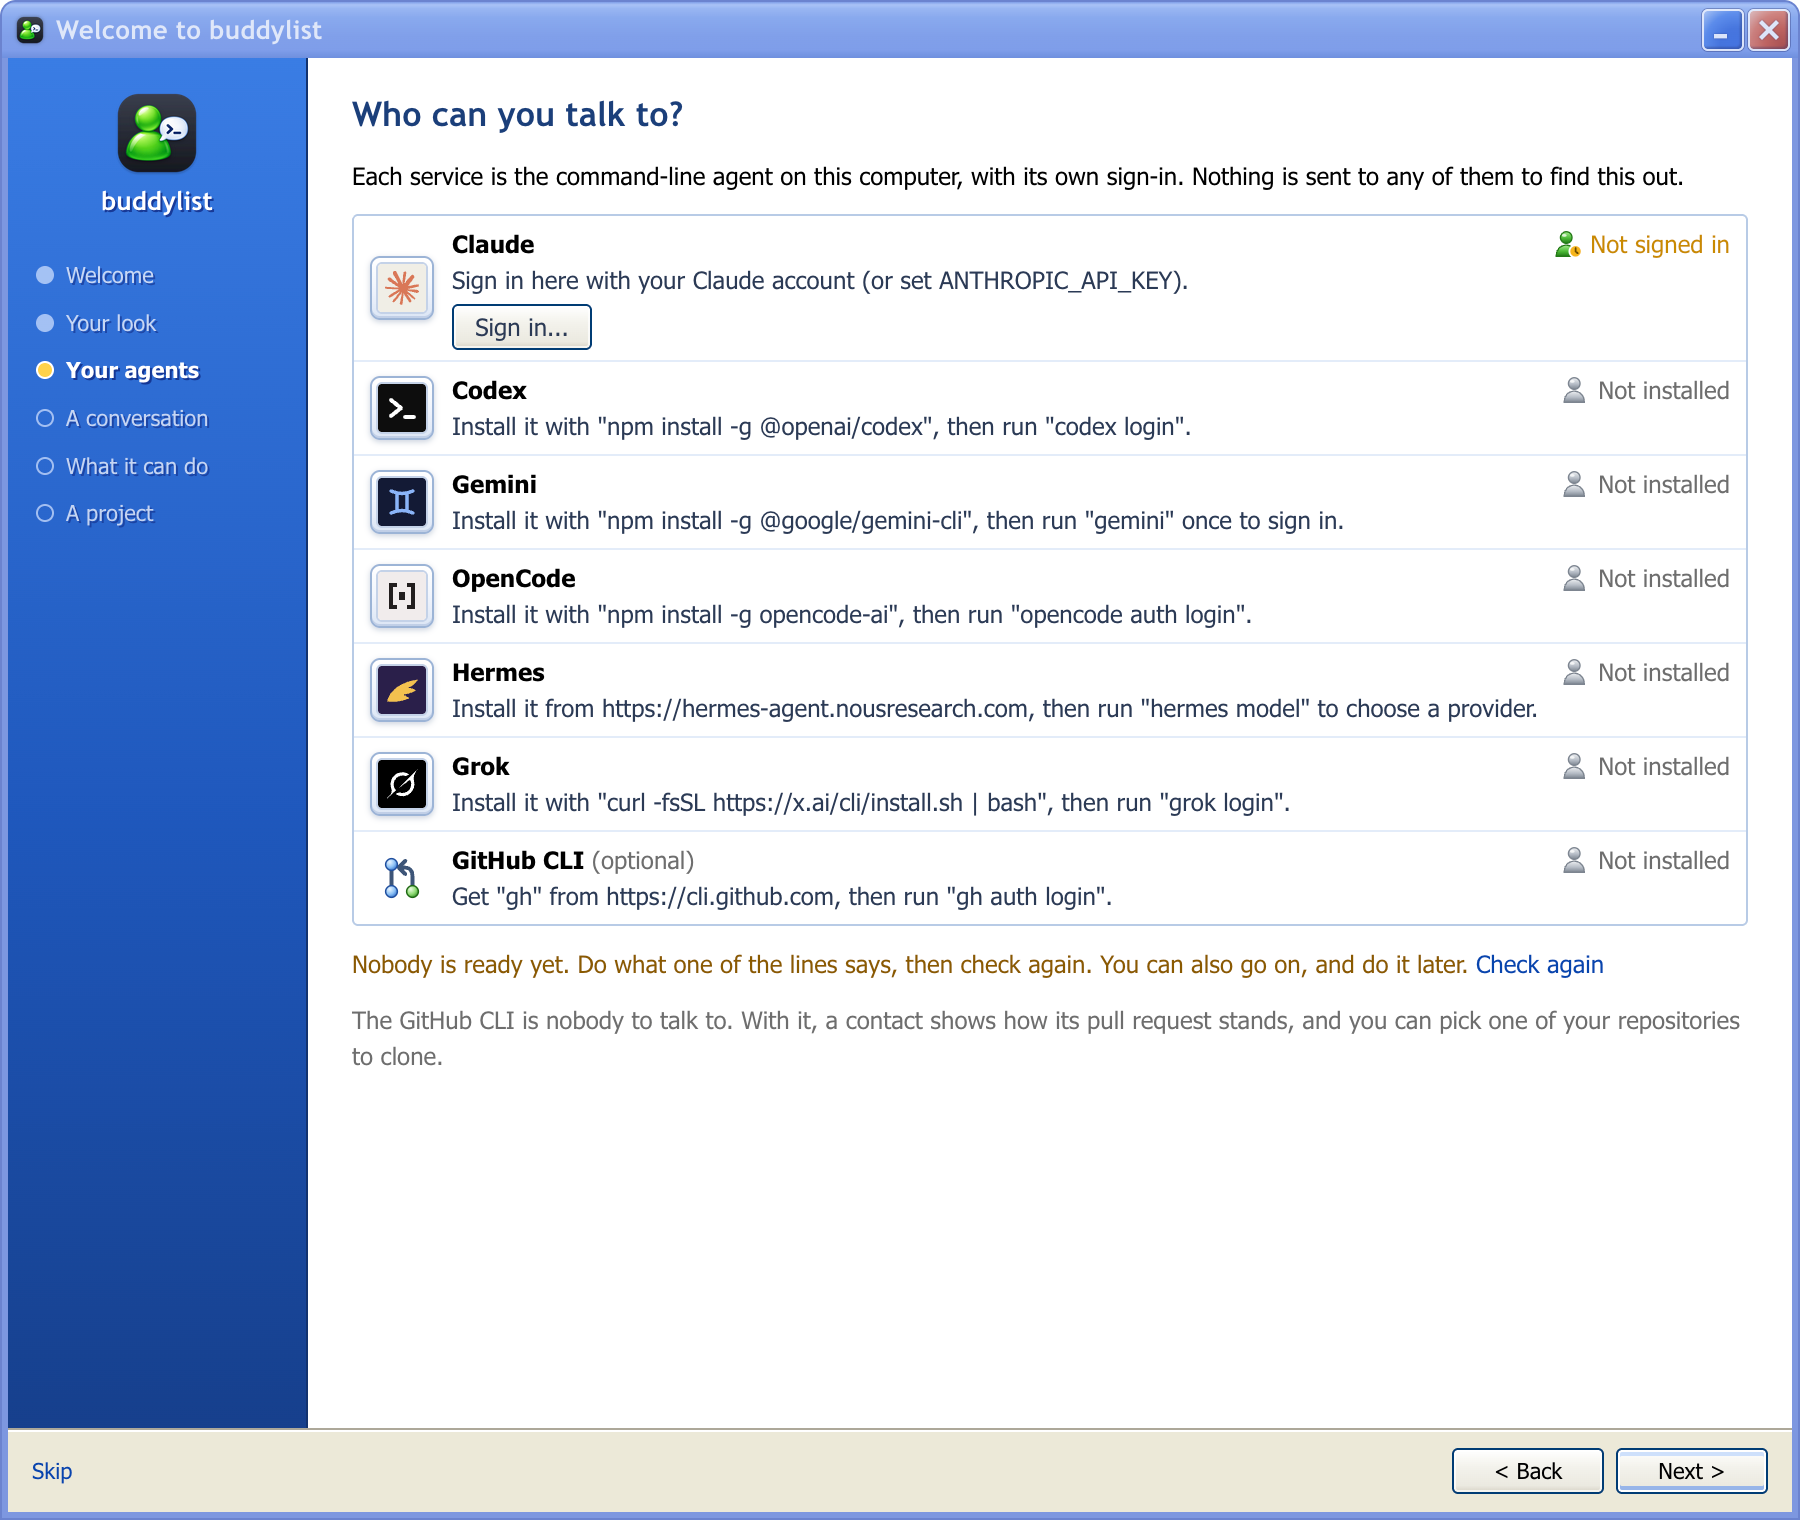 Welcome to buddylist
buddylist
Welcome
Your look
Your agents
A conversation
What it can do
A project
Who can you talk to?
Each service is the command-line agent on this computer, with its own sign-in. Nothing is sent to any of them to find this out.
Claude
Not signed in
Sign in here with your Claude account (or set ANTHROPIC_API_KEY).
Sign in...
Codex
Not installed
Install it with "npm install -g @openai/codex", then run "codex login".
Gemini
Not installed
Install it with "npm install -g @google/gemini-cli", then run "gemini" once to sign in.
OpenCode
Not installed
Install it with "npm install -g opencode-ai", then run "opencode auth login".
Hermes
Not installed
Install it from https://hermes-agent.nousresearch.com, then run "hermes model" to choose a provider.
Grok
Not installed
Install it with "curl -fsSL https://x.ai/cli/install.sh | bash", then run "grok login".
GitHub CLI (optional)
Not installed
Get "gh" from https://cli.github.com, then run "gh auth login".
Nobody is ready yet. Do what one of the lines says, then check again. You can also go on, and do it later. Check again
The GitHub CLI is nobody to talk to. With it, a contact shows how its pull request stands, and you can pick one of your repositories
to clone.
Skip
< Back
Next >